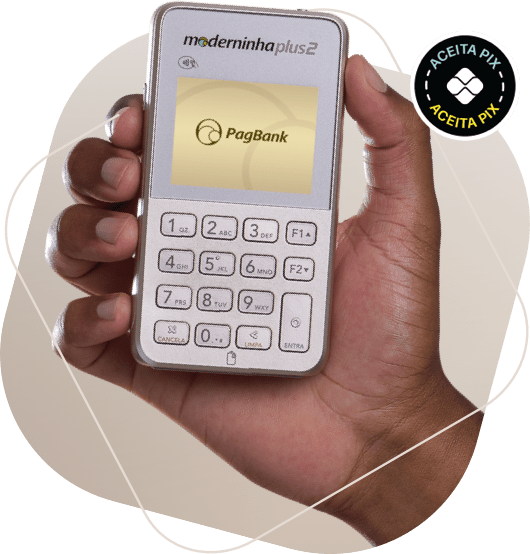 moderninhaplus2
ACEITA PIX
ACEITA PIX
PagBank
1 QZ. 2 ABC 3 DEF F1▲
4 GHI 5 JKL 6 MNO F2▼
7 PRS 8 TUV 9 WXY
CANCELA 0 LIMPA ENTRA